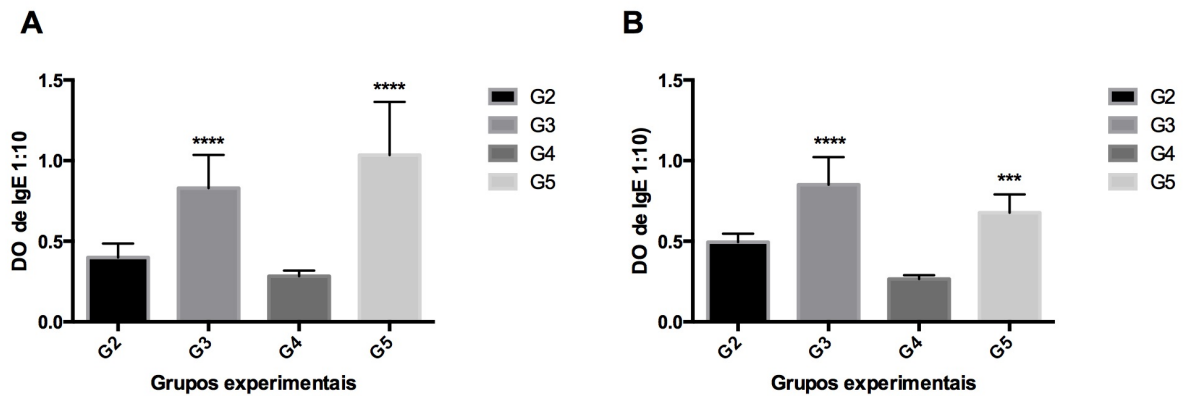 A
DO de IgE 1:10
1.5
1.0
0.5
0.0
****
****
G2
G3
G4
G5
Grupos experimentais
G2
G3
G4
G5
B
DO de IgE 1:10)
1.5
1.0
0.5
0.0
****
***
G2
G3
G4
G5
Grupos experimentais
G2
G3
G4
G5